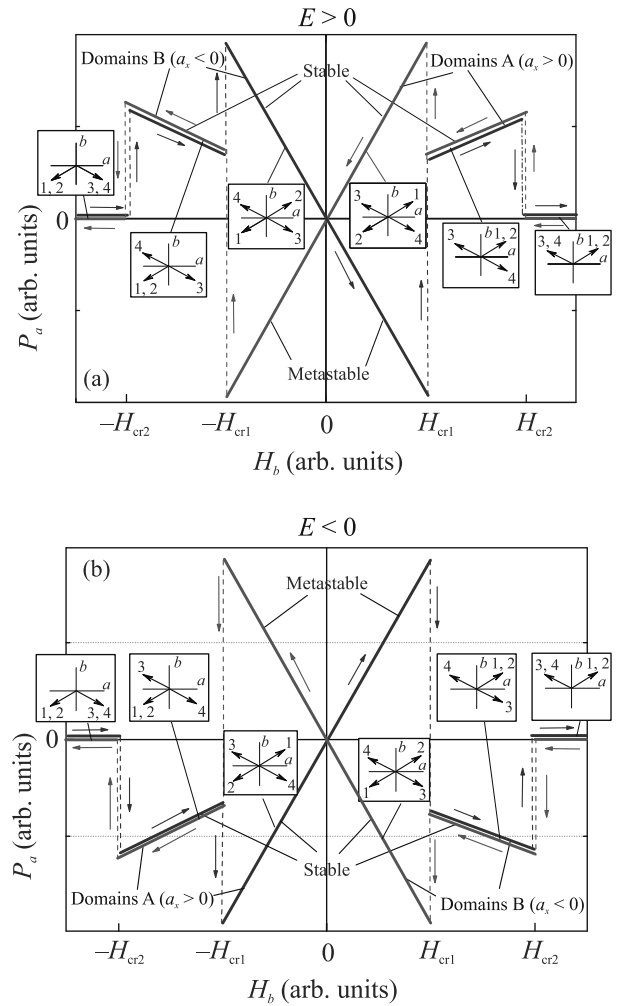 E > 0
Domains B (a_x < 0)
Stable
Domains A (a_x > 0)
b
a
1, 2
3, 4
4
b
a
1, 2
3
4
b
2
a
1
3
3
b
1
a
2
4
3
b
1, 2
a
4
3, 4
b
1, 2
a
0
P_a (arb. units)
Metastable
(a)
–H_cr2
–H_cr1
0
H_cr1
H_cr2
H_b (arb. units)
E < 0
(b)
Metastable
b
a
1, 2
3, 4
3
b
a
1, 2
4
3
b
1
a
2
4
4
b
2
a
1
3
4
b
1, 2
a
3
3, 4
b
1, 2
a
0
P_a (arb. units)
Stable
Domains A (a_x > 0)
Domains B (a_x < 0)
–H_cr2
–H_cr1
0
H_cr1
H_cr2
H_b (arb. units)